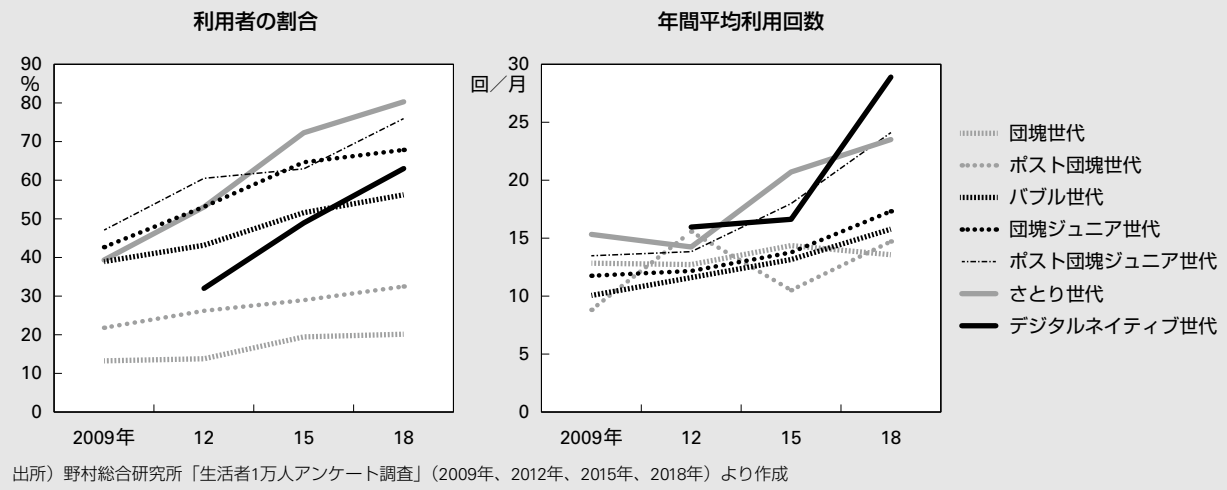 利用者の割合
90
%
80
70
60
50
40
30
20
10
0
2009年 12 15 18
年間平均利用回数
30
回／月
25
20
15
10
5
0
2009年 12 15 18
団塊世代
ポスト団塊世代
バブル世代
団塊ジュニア世代
ポスト団塊ジュニア世代
さとり世代
デジタルネイティブ世代
出所）野村総合研究所「生活者1万人アンケート調査」（2009年、2012年、2015年、2018年）より作成